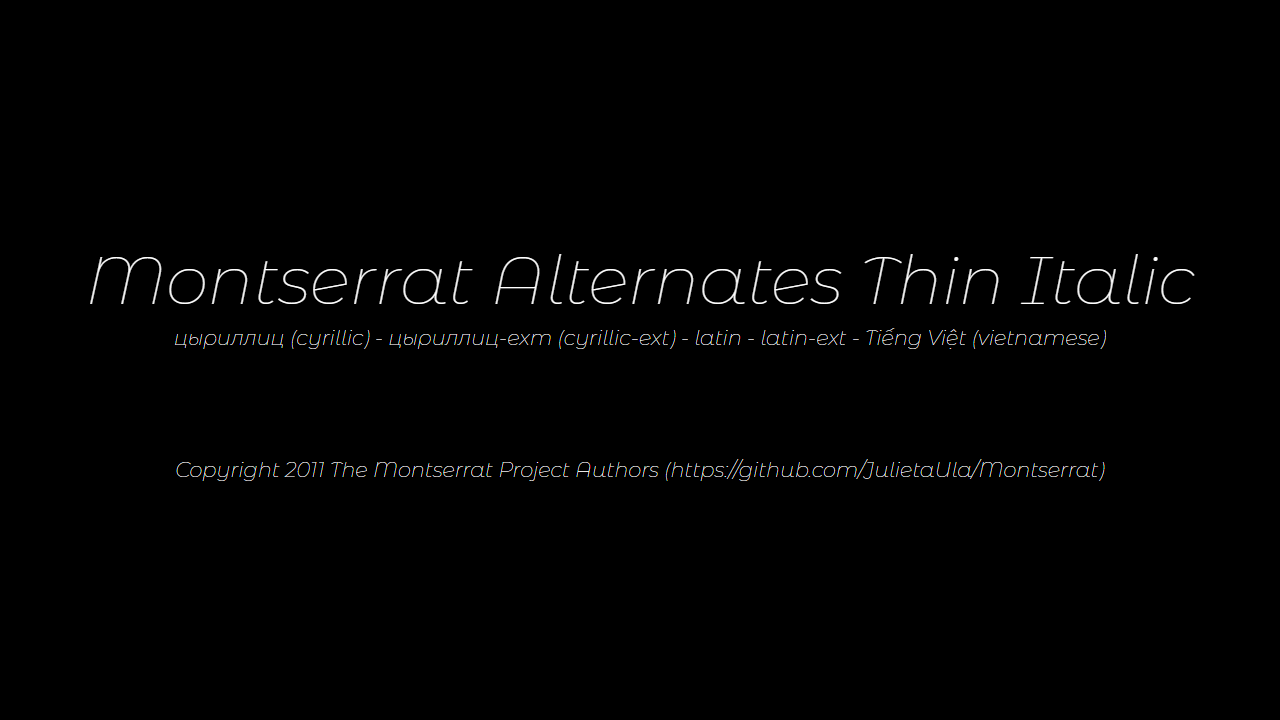 Montserrat Alternates Thin Italic
цыриллиц (cyrillic) - цыриллиц-ext (cyrillic-ext) - latin - latin-ext - Tiếng Việt (vietnamese)
Copyright 2011 The Montserrat Project Authors (https://github.com/JulietaUla/Montserrat)